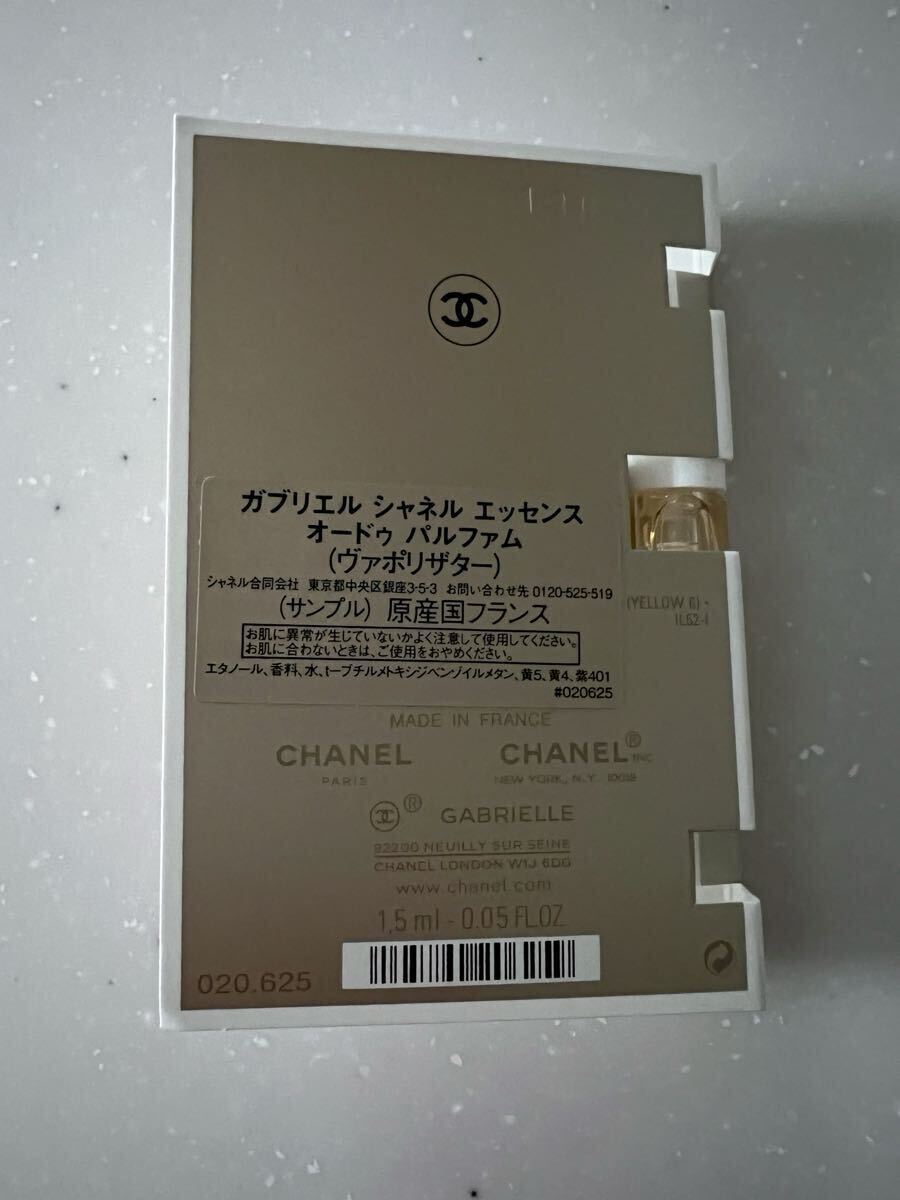 ガブリエル シャネル エッセンス
オードゥ パルファム
(ヴァポリザター)
シャネル合同会社 東京都中央区銀座3-5-3 お問い合わせ先 0120-525-519
(サンプル) 原産国フランス
お肌に異常が生じていないかよく注意して使用してください。
お肌に合わないときは、ご使用をおやめください。
エタノール、香料、水、t-ブチルメトキシジベンゾイルメタン、黄5、黄4、紫401
#020625
(YELLOW 6) •
IL62-1
MADE IN FRANCE
CHANEL CHANEL®
PARIS INC
NEW YORK, N.Y. 10019
® GABRIELLE
92200 NEUILLY SUR SEINE
CHANEL LONDON W1J 6DG
www.chanel.com
1,5 ml - 0.05 FL.OZ
020.625